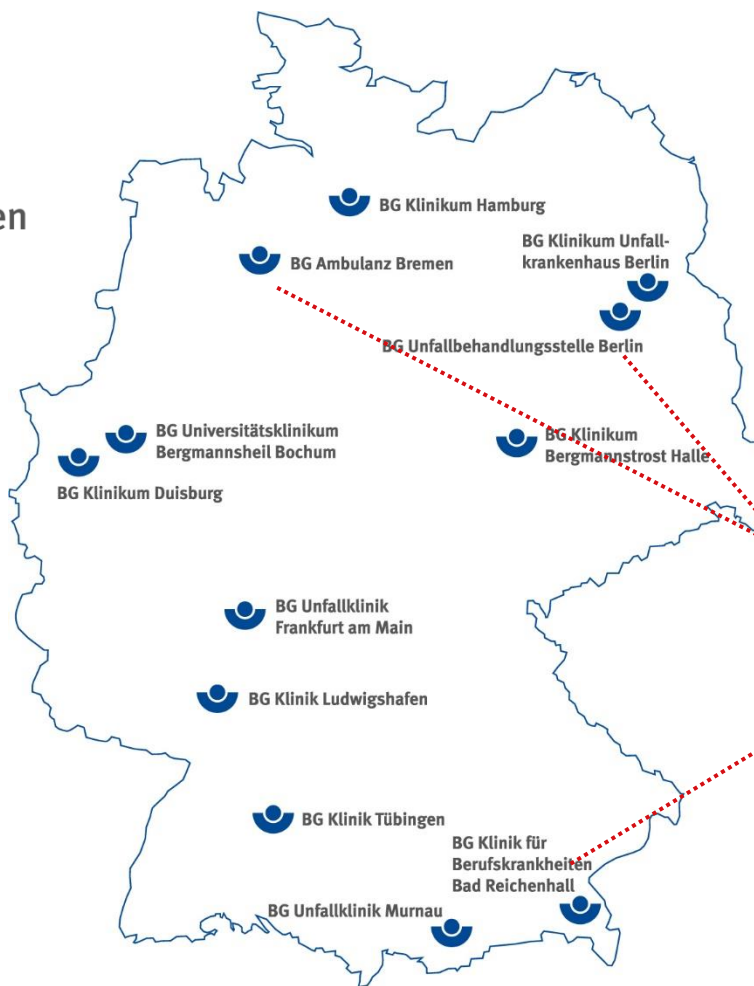 en
BG Klinikum Hamburg
BG Ambulanz Bremen
BG Klinikum Unfall-
krankenhaus Berlin
BG Unfallbehandlungsstelle Berlin
BG Universitätsklinikum
Bergmannsheil Bochum
BG Klinikum
Bergmannstrost Halle
BG Klinikum Duisburg
BG Unfallklinik
Frankfurt am Main
BG Klinik Ludwigshafen
BG Klinik Tübingen
BG Klinik für
Berufskrankheiten
Bad Reichenhall
BG Unfallklinik Murnau